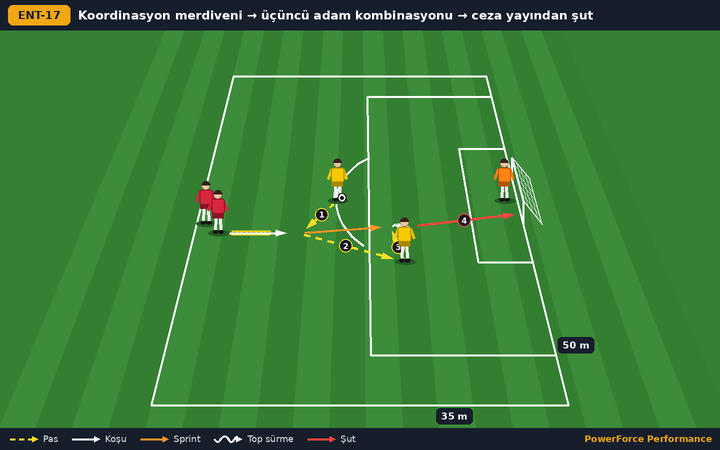 ENT-17 Koordinasyon merdiveni → üçüncü adam kombinasyonu → ceza yayından şut
1
2
3
4
50 m
35 m
Pas Koşu Sprint Top sürme Şut PowerForce Performance